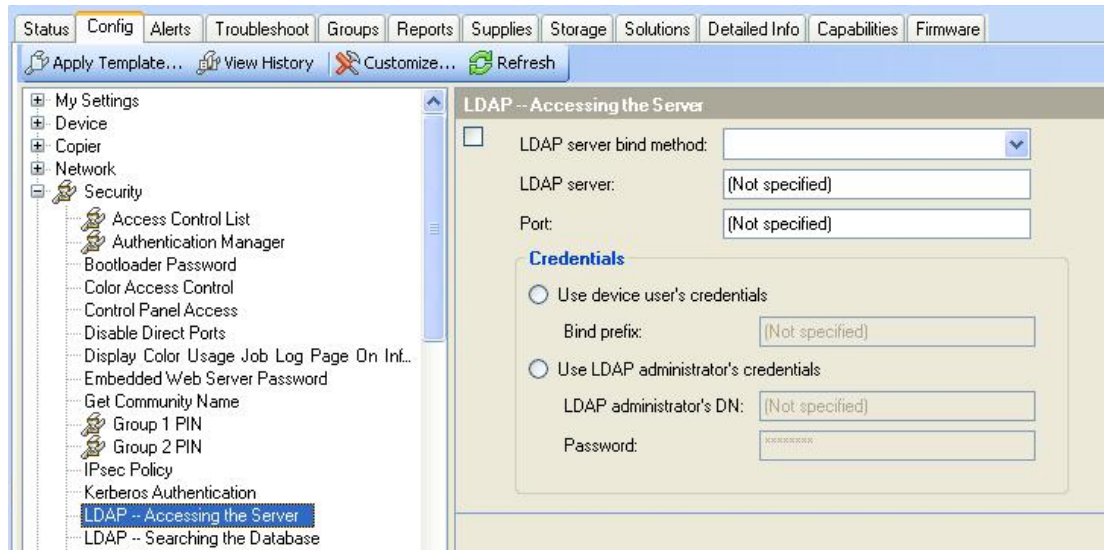 Status Config Alerts Troubleshoot Groups Reports Supplies Storage Solutions Detailed Info Capabilities Firmware
Apply Template... View History Customize... Refresh
My Settings
Device
Copier
Network
Security
Access Control List
Authentication Manager
Bootloader Password
Color Access Control
Control Panel Access
Disable Direct Ports
Display Color Usage Job Log Page On Inf...
Embedded Web Server Password
Get Community Name
Group 1 PIN
Group 2 PIN
IPsec Policy
Kerberos Authentication
LDAP -- Accessing the Server
LDAP -- Searching the Database
LDAP -- Accessing the Server
LDAP server bind method:
LDAP server: (Not specified)
Port: (Not specified)
Credentials
Use device user's credentials
Bind prefix: (Not specified)
Use LDAP administrator's credentials
LDAP administrator's DN: (Not specified)
Password: ********